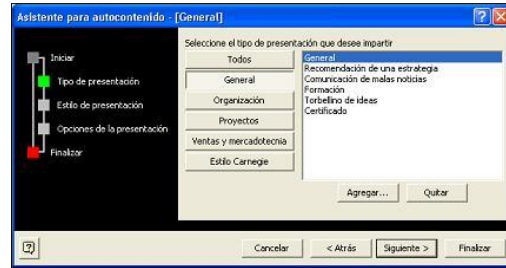 Asistente para autocontenido - [General]
Iniciar
Tipo de presentación
Estilo de presentación
Opciones de la presentación
Finalizar
Seleccione el tipo de presentación que desee impartir
Todos
General
Organización
Proyectos
Ventas y mercadotecnia
Estilo Carnegie
General
Recomendación de una estrategia
Comunicación de malas noticias
Formación
Torbellino de ideas
Certificado
Agregar...
Quitar
Cancelar
< Atrás
Siguiente >
Finalizar